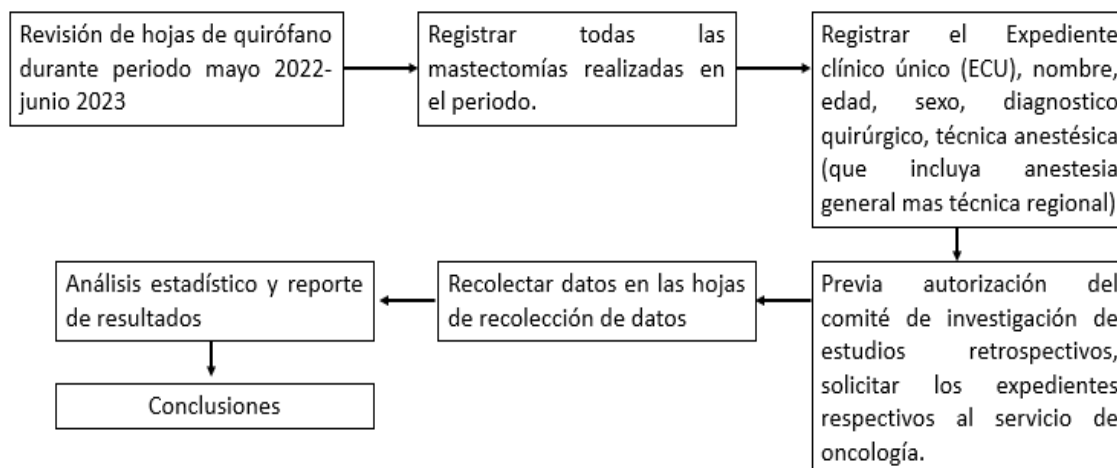 Revisión de hojas de quirófano
durante periodo mayo 2022-
junio 2023
Registrar todas las
mastectomías realizadas en
el periodo.
Registrar el Expediente
clínico único (ECU), nombre,
edad, sexo, diagnostico
quirúrgico, técnica anestésica
(que incluya anestesia
general mas técnica regional)
Previa autorización del
comité de investigación de
estudios retrospectivos,
solicitar los expedientes
respectivos al servicio de
oncología.
Recolectar datos en las hojas
de recolección de datos
Análisis estadístico y reporte
de resultados
Conclusiones